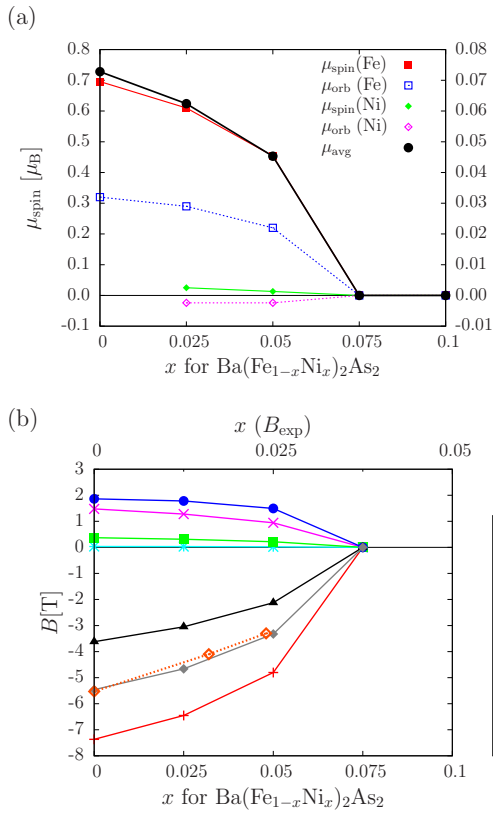 (a)
0.8 0.08
0.7 0.07
0.6 0.06
0.5 0.05
0.4 0.04
0.3 0.03
0.2 0.02
0.1 0.01
0.0 0.00
-0.1 -0.01
μspin [μB]
μspin(Fe)
μorb (Fe)
μspin(Ni)
μorb (Ni)
μavg
0 0.025 0.05 0.075 0.1
x for Ba(Fe1−xNix)2As2
(b)
x (Bexp)
0 0.025 0.05
3
2
1
0
-1
-2
-3
-4
-5
-6
-7
-8
B[T]
0 0.025 0.05 0.075 0.1
x for Ba(Fe1−xNix)2As2